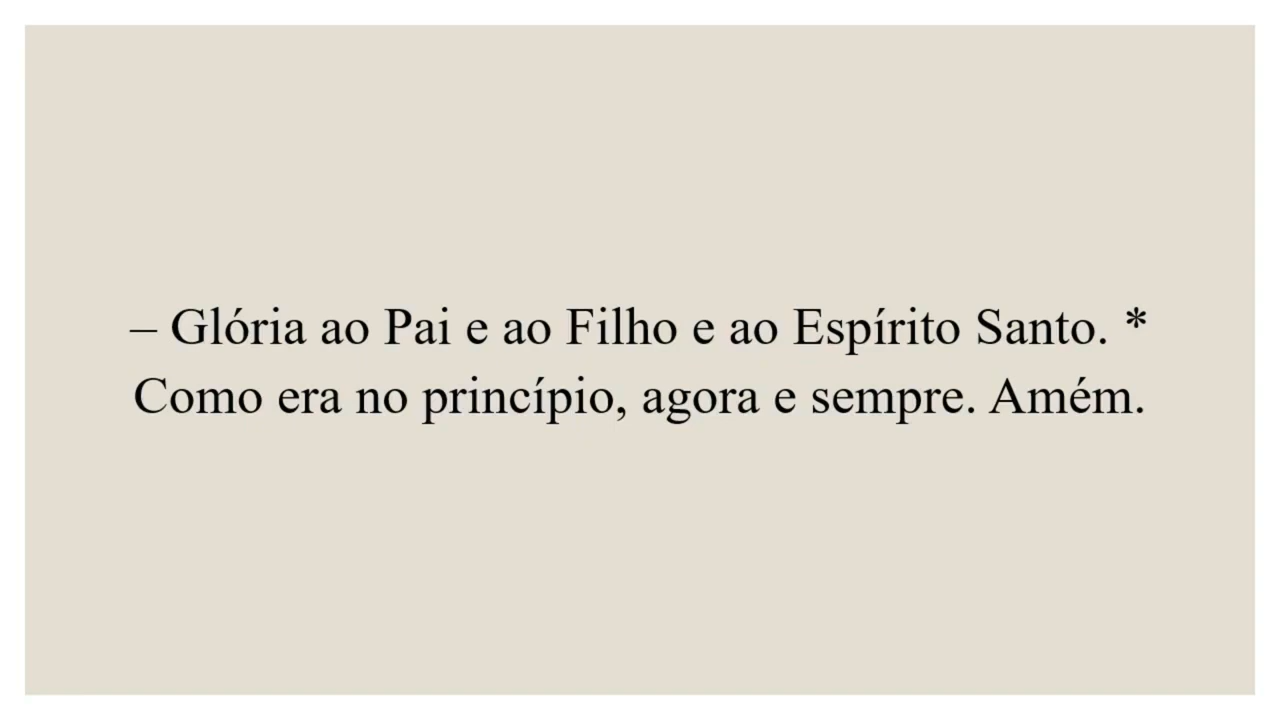 – Glória ao Pai e ao Filho e ao Espírito Santo. *
Como era no princípio, agora e sempre. Amém.